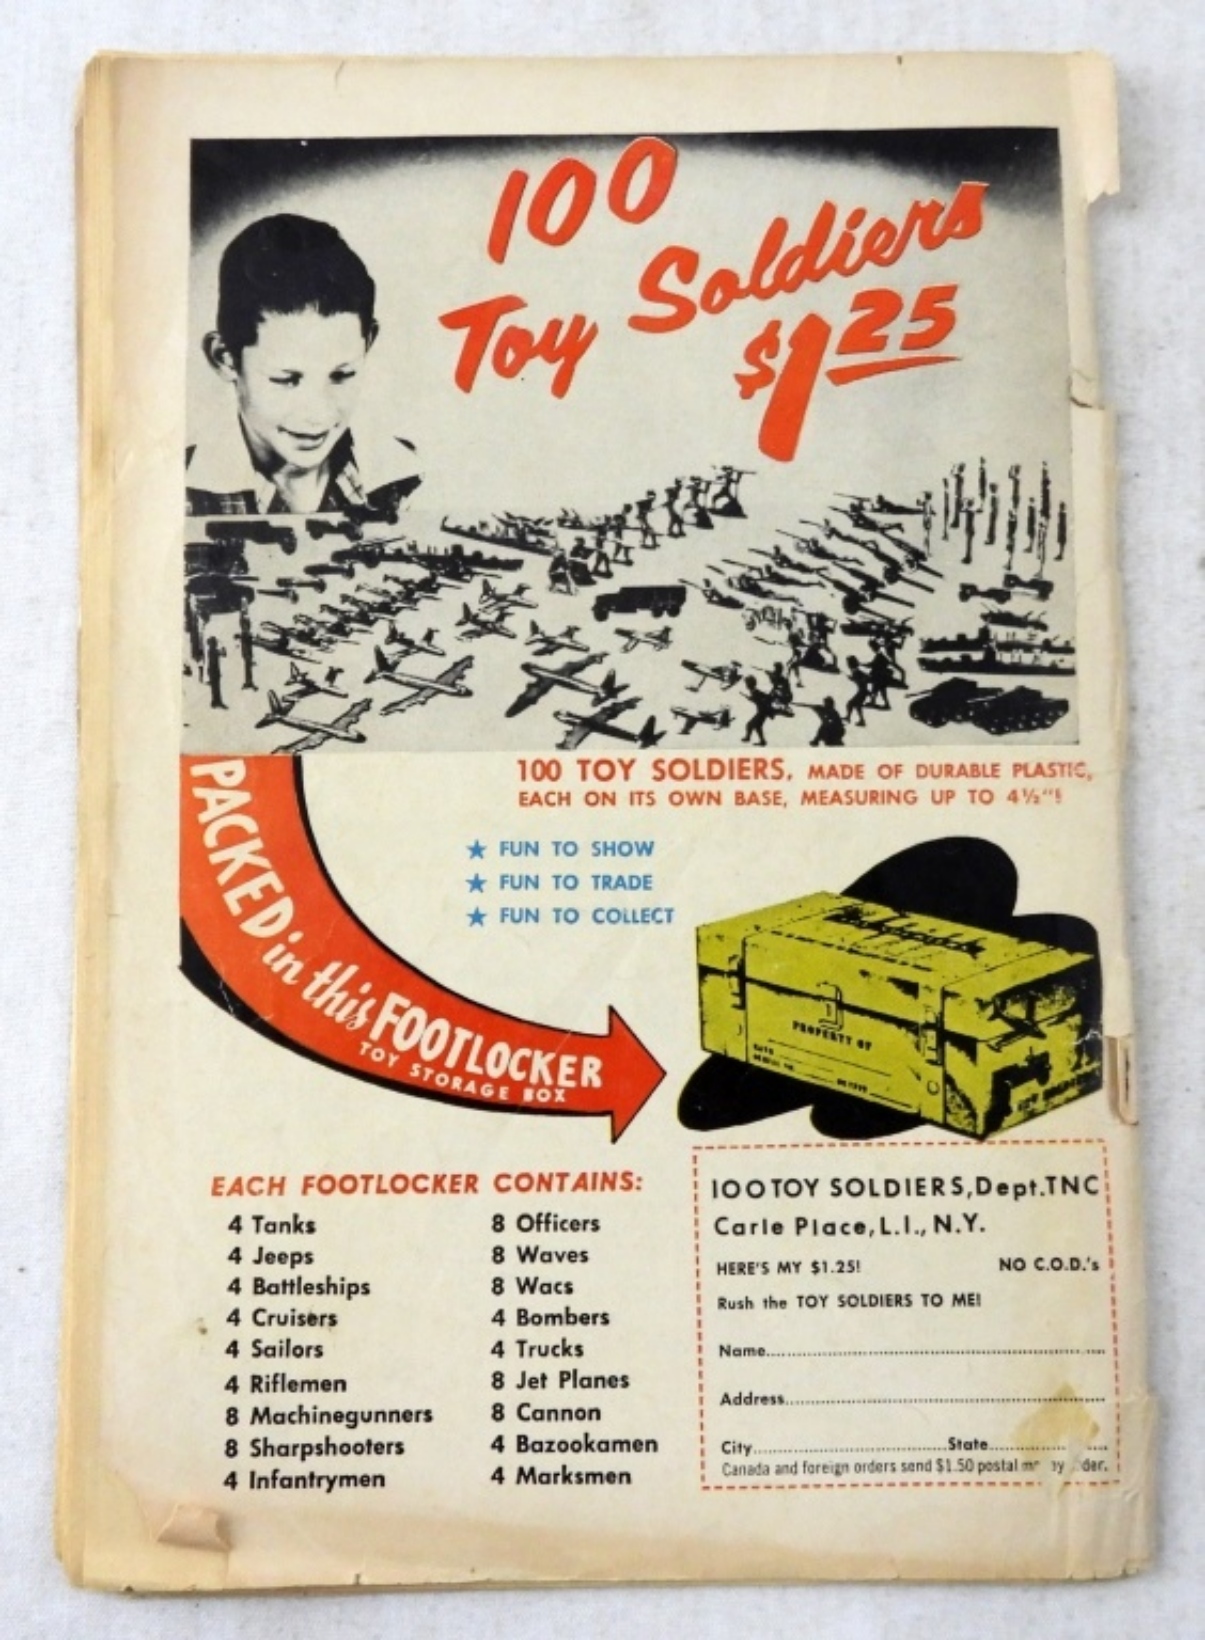 100
Toy Soldiers
$1.25
PACKED in this FOOTLOCKER
TOY STORAGE BOX
100 TOY SOLDIERS, MADE OF DURABLE PLASTIC,
EACH ON ITS OWN BASE, MEASURING UP TO 4½"!
★ FUN TO SHOW
★ FUN TO TRADE
★ FUN TO COLLECT
PROPERTY OF
EACH FOOTLOCKER CONTAINS:
4 Tanks
4 Jeeps
4 Battleships
4 Cruisers
4 Sailors
4 Riflemen
8 Machinegunners
8 Sharpshooters
4 Infantrymen
8 Officers
8 Waves
8 Wacs
4 Bombers
4 Trucks
8 Jet Planes
8 Cannon
4 Bazookamen
4 Marksmen
100 TOY SOLDIERS, Dept. TNC
Carle Place, L.I., N.Y.
HERE'S MY $1.25! NO C.O.D.'s
Rush the TOY SOLDIERS TO ME!
Name
Address
City State
Canada and foreign orders send $1.50 postal